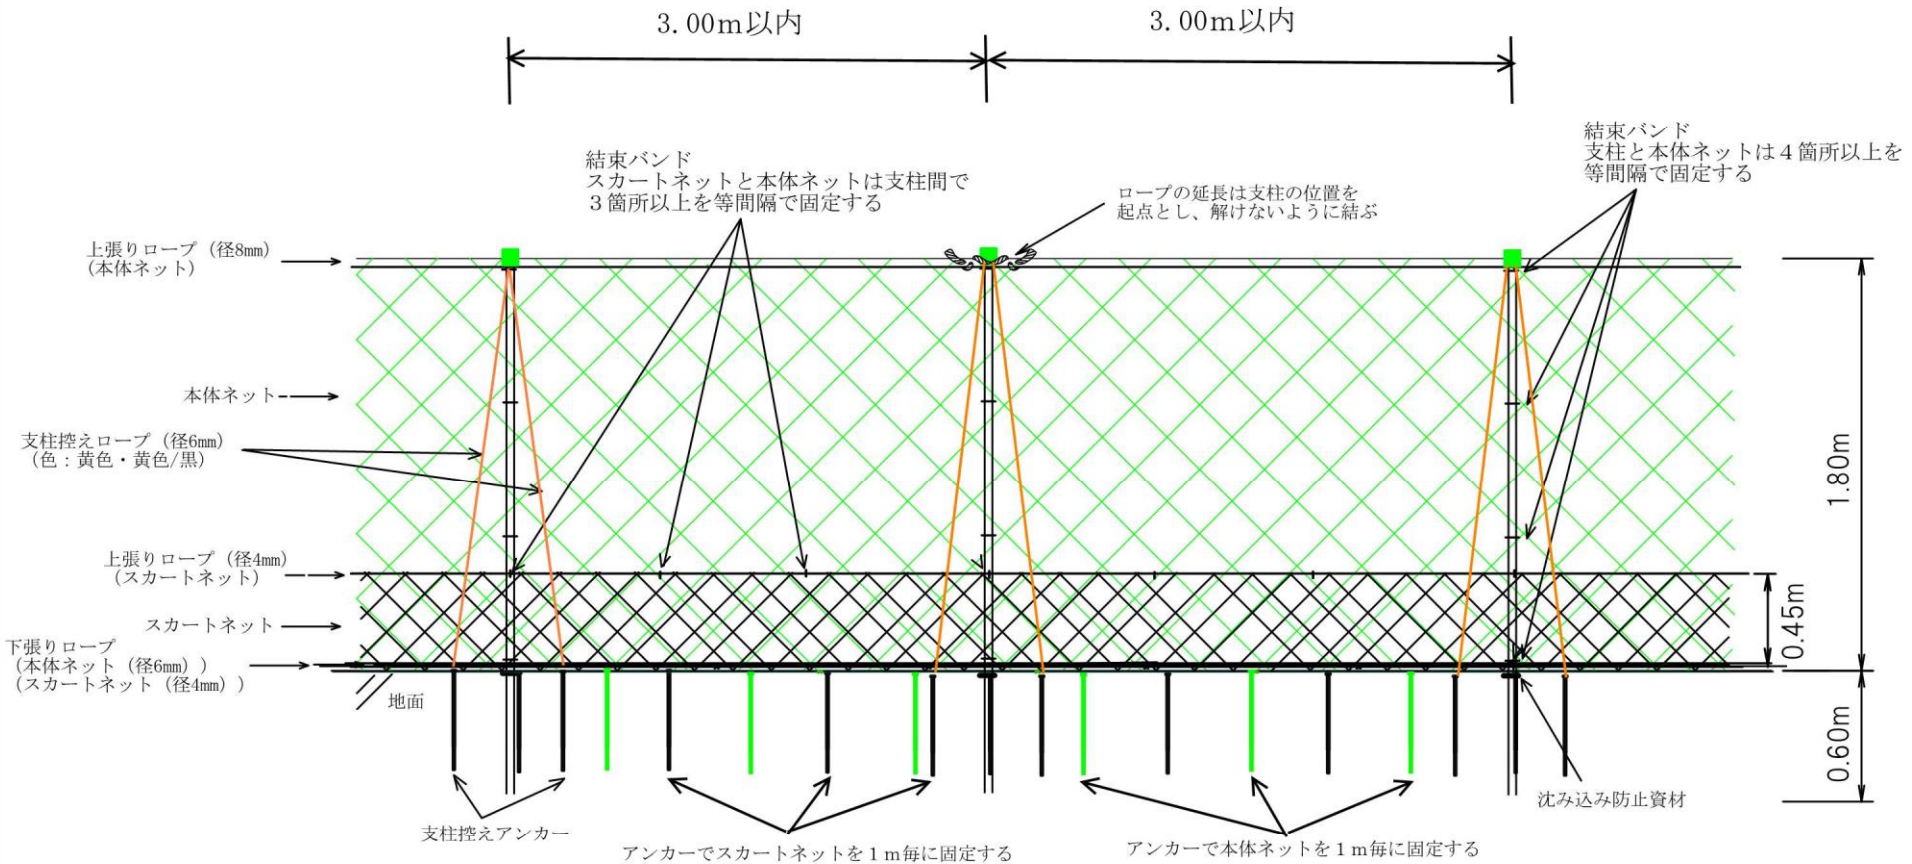 3.00m以内
3.00m以内
結束バンド
スカートネットと本体ネットは支柱間で
３箇所以上を等間隔で固定する
ロープの延長は支柱の位置を
起点とし、解けないように結ぶ
結束バンド
支柱と本体ネットは４箇所以上を
等間隔で固定する
上張りロープ（径8㎜）
（本体ネット）
本体ネット
支柱控えロープ（径6㎜）
（色：黄色・黄色/黒）
上張りロープ（径4㎜）
（スカートネット）
スカートネット
下張りロープ
（本体ネット（径6㎜））
（スカートネット（径4㎜））
地面
1.80m
0.45m
0.60m
支柱控えアンカー
アンカーでスカートネットを１ｍ毎に固定する
アンカーで本体ネットを１ｍ毎に固定する
沈み込み防止資材